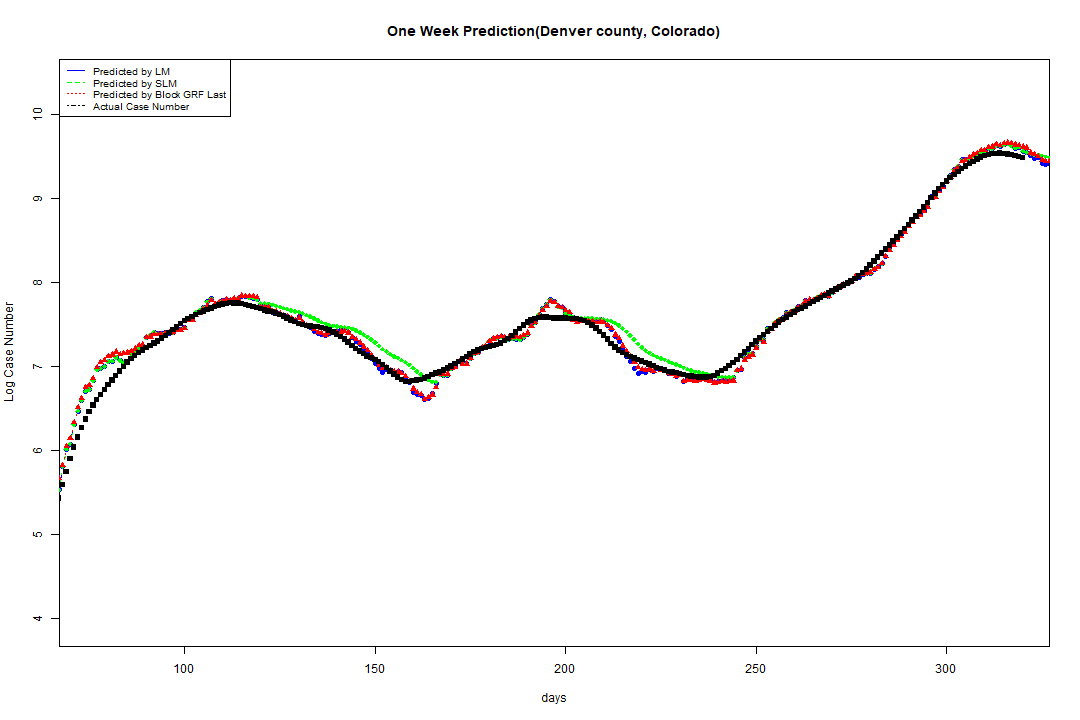 One Week Prediction(Denver county, Colorado)
Predicted by LM
Predicted by SLM
Predicted by Block GRF Last
Actual Case Number
10
9
8
7
6
5
4
Log Case Number
100 150 200 250 300
days